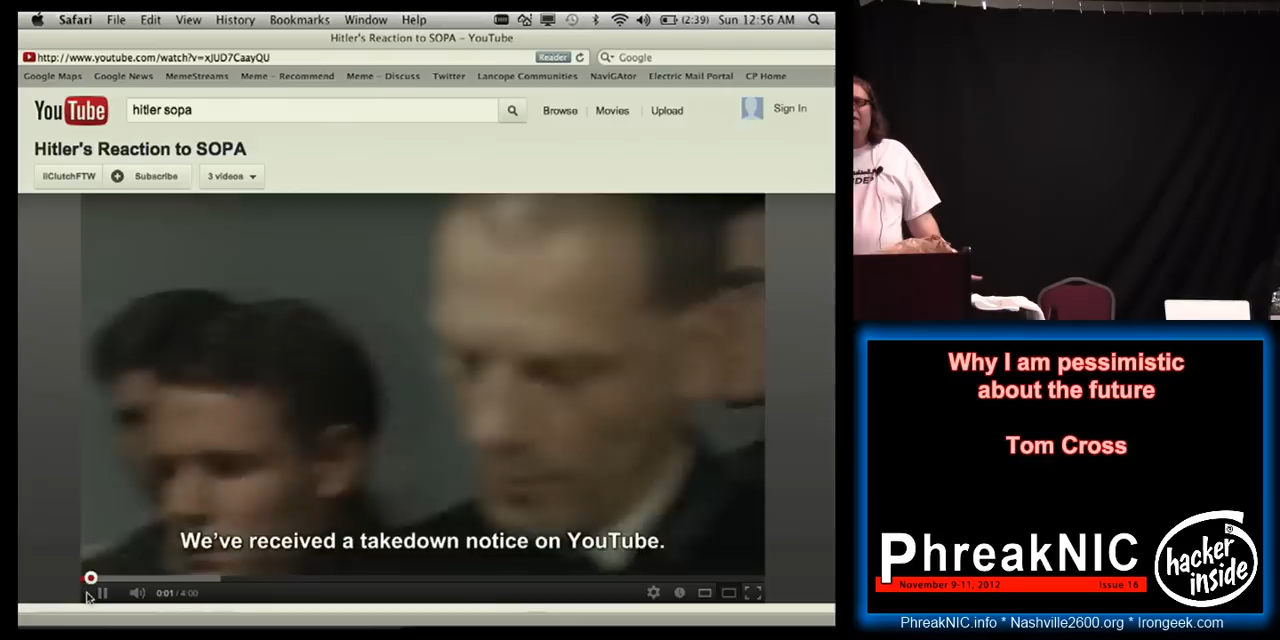 Safari File Edit View History Bookmarks Window Help (2:39) Sun 12:56 AM
Hitler's Reaction to SOPA – YouTube
http://www.youtube.com/watch?v=xJUD7CaayQU Reader Google
Google Maps Google News MemeStreams Meme – Recommend Meme – Discuss Twitter Lancope Communities NaviGAtor Electric Mail Portal CP Home
YouTube hitler sopa Browse Movies Upload Sign In
Hitler's Reaction to SOPA
IlClutchFTW Subscribe 3 videos
We've received a takedown notice on YouTube.
0:01 / 4:00
Why I am pessimistic
about the future
Tom Cross
PhreakNIC
November 9-11, 2012 Issue 16
hacker
inside
PhreakNIC.info * Nashville2600.org * Irongeek.com